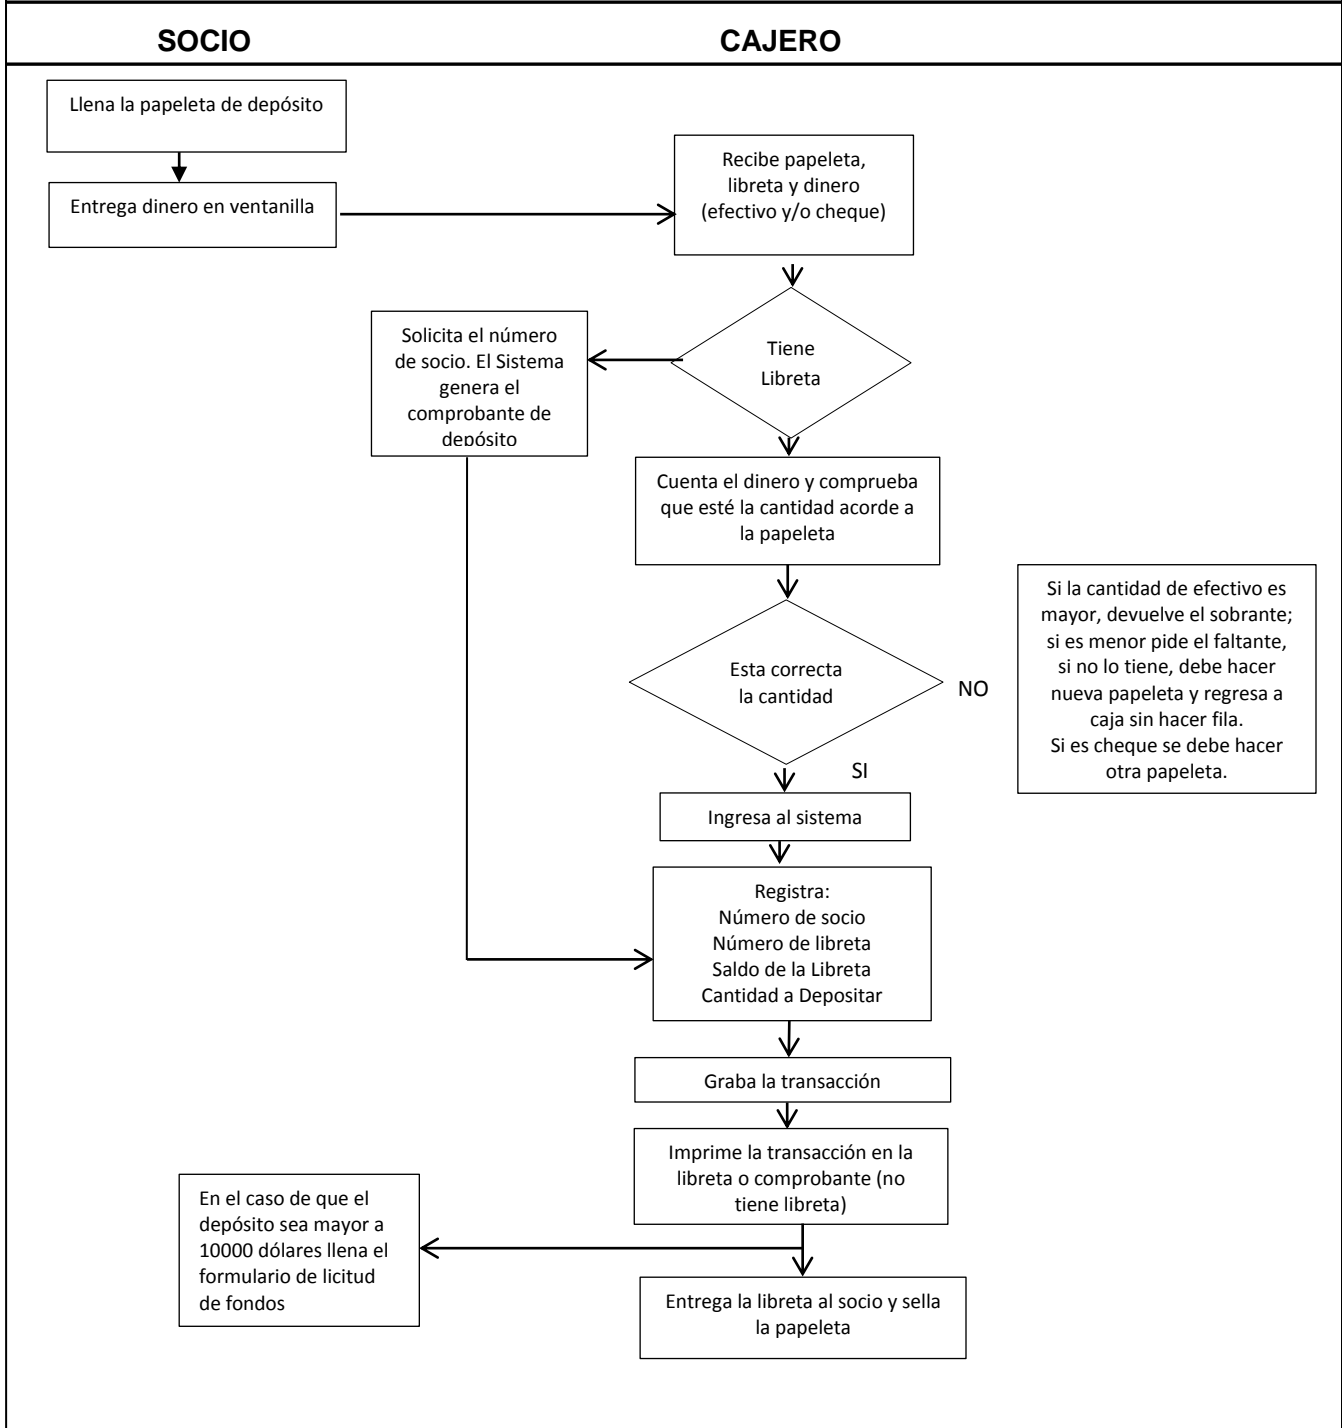 SOCIO
CAJERO
Llena la papeleta de depósito
Entrega dinero en ventanilla
Recibe papeleta,
libreta y dinero
(efectivo y/o cheque)
Tiene
Libreta
Solicita el número
de socio. El Sistema
genera el
comprobante de
depósito
Cuenta el dinero y comprueba
que esté la cantidad acorde a
la papeleta
Esta correcta
la cantidad
NO
Si la cantidad de efectivo es
mayor, devuelve el sobrante;
si es menor pide el faltante,
si no lo tiene, debe hacer
nueva papeleta y regresa a
caja sin hacer fila.
Si es cheque se debe hacer
otra papeleta.
SI
Ingresa al sistema
Registra:
Número de socio
Número de libreta
Saldo de la Libreta
Cantidad a Depositar
Graba la transacción
Imprime la transacción en la
libreta o comprobante (no
tiene libreta)
En el caso de que el
depósito sea mayor a
10000 dólares llena el
formulario de licitud
de fondos
Entrega la libreta al socio y sella
la papeleta